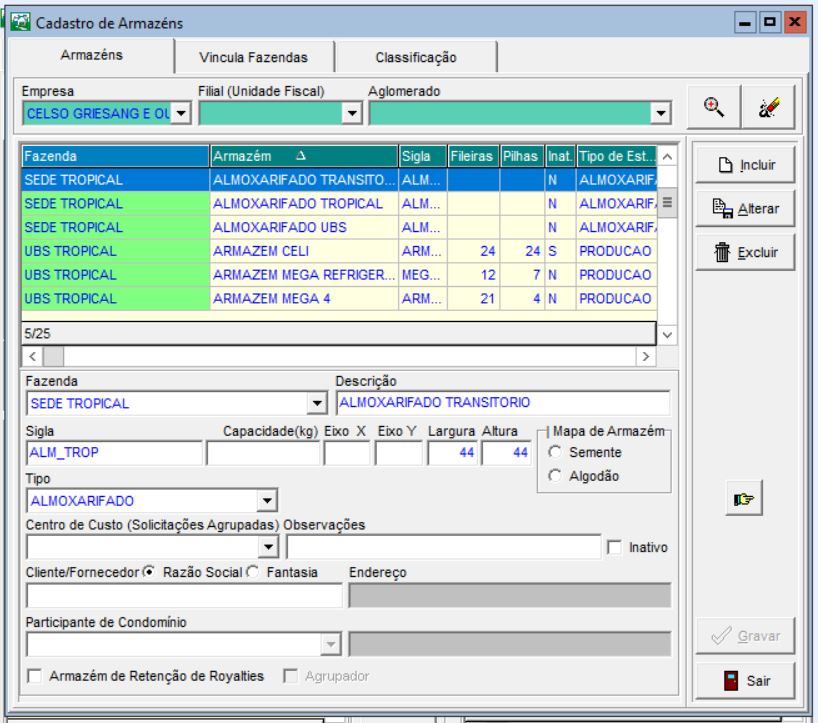 Cadastro de Armazéns
Armazéns Vincula Fazendas Classificação
Empresa Filial (Unidade Fiscal) Aglomerado
CELSO GRIESANG E OU
Fazenda Armazém Sigla Fileiras Pilhas Inat. Tipo de Est...
SEDE TROPICAL ALMOXARIFADO TRANSITO... ALM... N ALMOXARIFA
SEDE TROPICAL ALMOXARIFADO TROPICAL ALM... N ALMOXARIFA
SEDE TROPICAL ALMOXARIFADO UBS ALM... N ALMOXARIFA
UBS TROPICAL ARMAZEM CELI ARM... 24 24 S PRODUCAO
UBS TROPICAL ARMAZEM MEGA REFRIGER... MEG... 12 7 N PRODUCAO
UBS TROPICAL ARMAZEM MEGA 4 ARM... 21 4 N PRODUCAO
5/25
Incluir
Alterar
Excluir
Fazenda Descrição
SEDE TROPICAL ALMOXARIFADO TRANSITORIO
Sigla Capacidade(kg) Eixo X Eixo Y Largura Altura Mapa de Armazém
ALM_TROP 44 44 Semente
Algodão
Tipo
ALMOXARIFADO
Centro de Custo (Solicitações Agrupadas) Observações
Inativo
Cliente/Fornecedor Razão Social Fantasia Endereço
Participante de Condomínio
Armazém de Retenção de Royalties Agrupador
Gravar
Sair